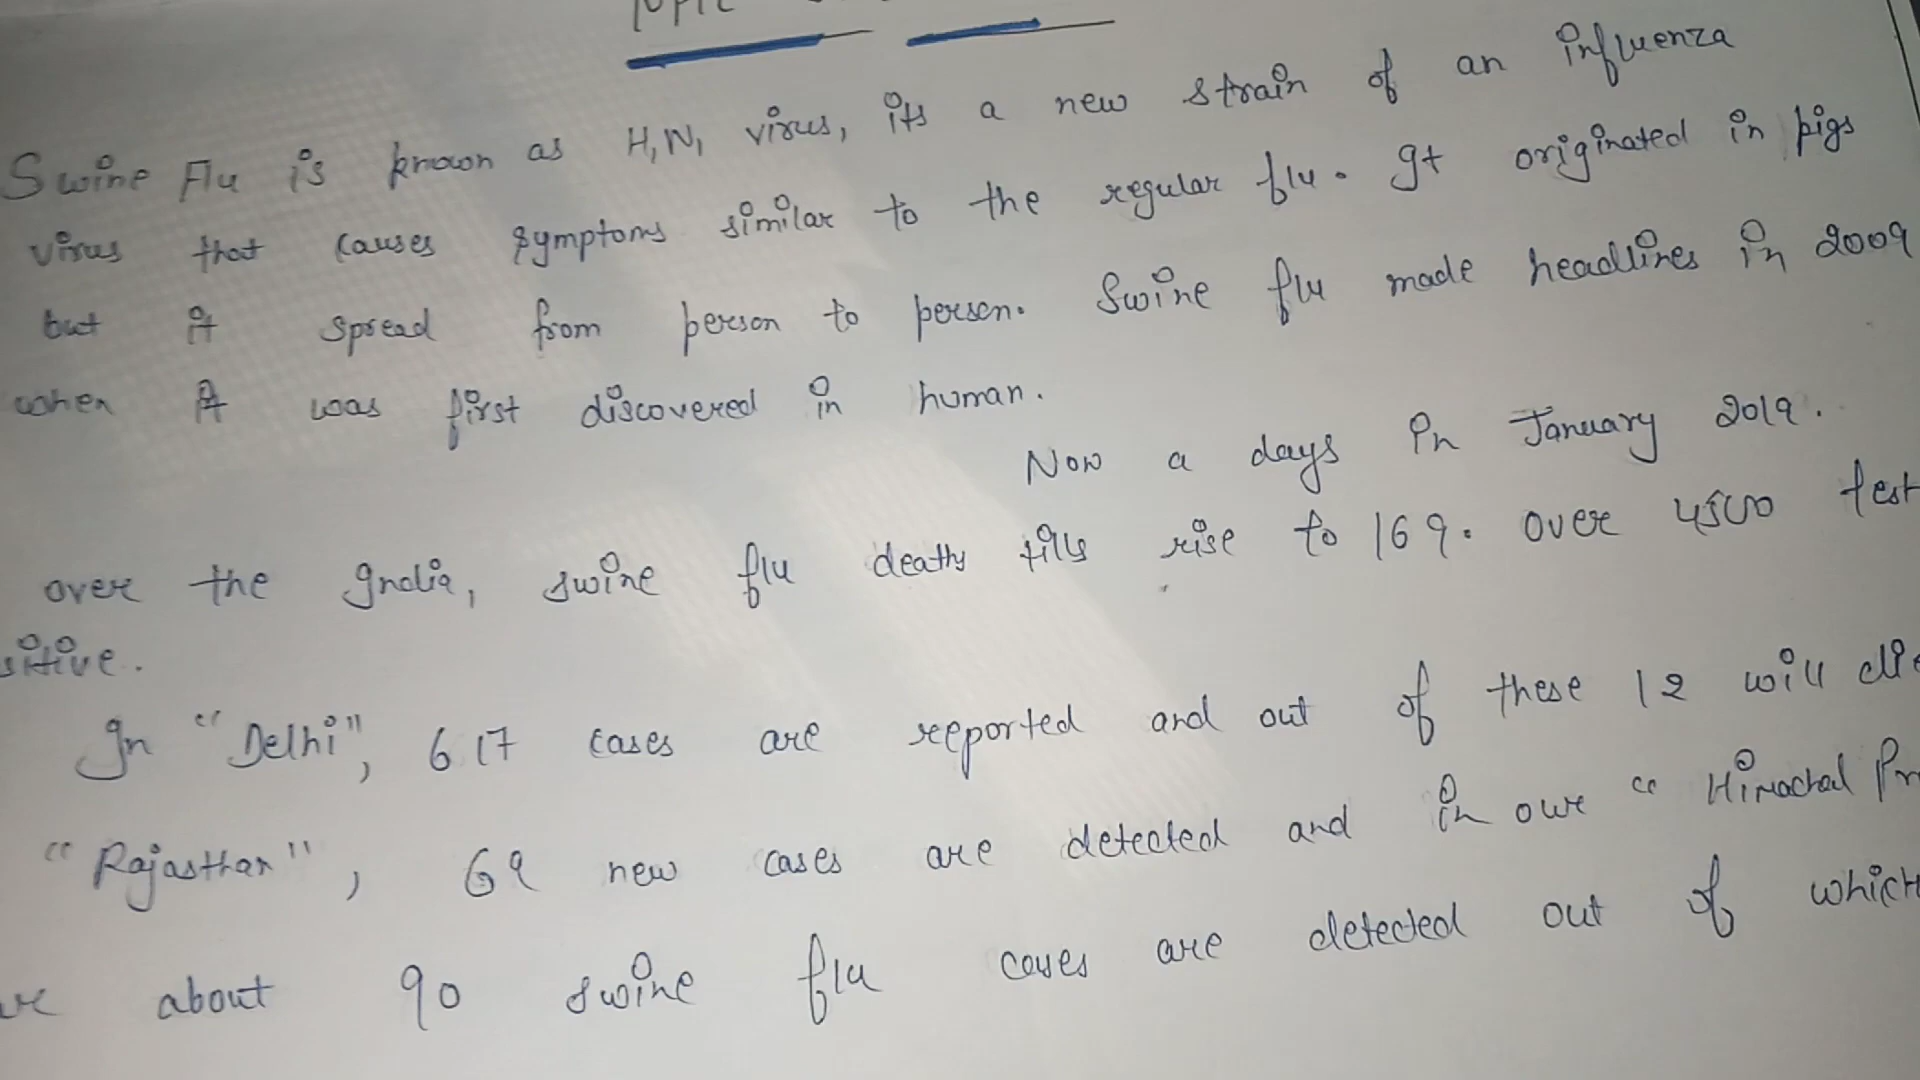 Topic
Swine Flu is known as H1N1 virus, its a new strain of an influenza
virus that causes symptoms similar to the regular flu. It originated in pigs
but it spread from person to person. Swine flu made headlines in 2009
when it was first discovered in human.
Now a days in January 2019.
over the India, swine flu deaths tills rise to 169. over 4500 test
sitive.
In "Delhi", 617 cases are reported and out of these 12 will die
"Rajasthan", 69 new cases are detected and in our "Himachal Pr
about 90 swine flu cases are detected out of which